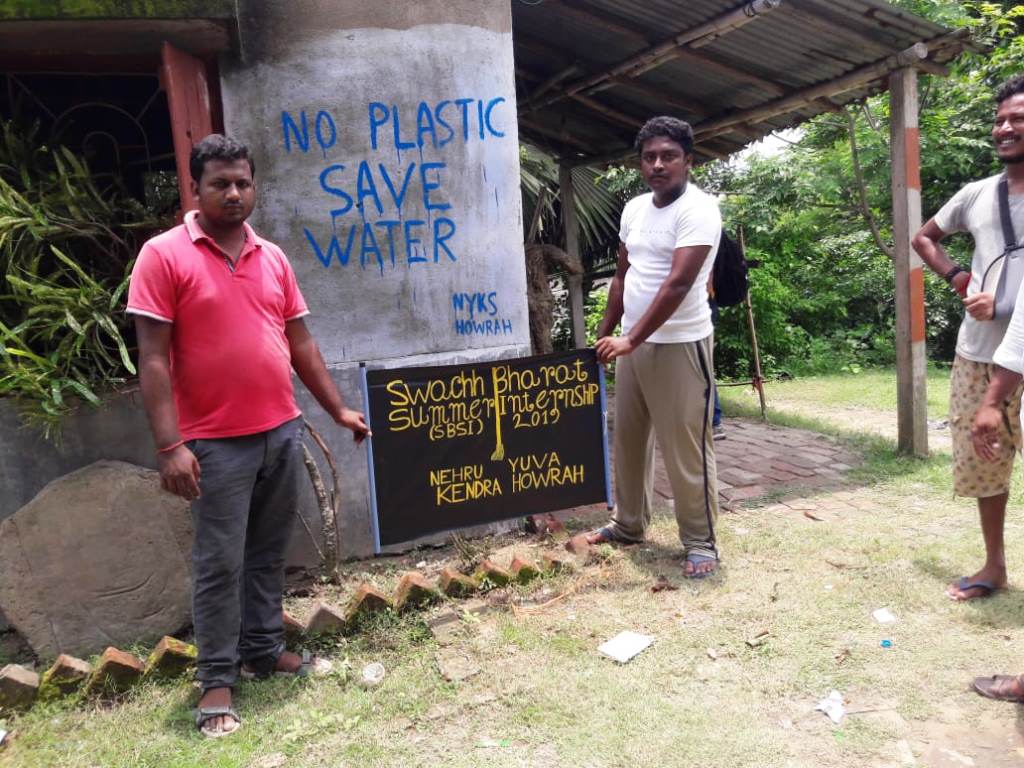 NO PLASTIC
SAVE
WATER
NYKS
HOWRAH
Swachh Bharat
Summer InternSHIP
(SBSI) 2019
NEHRU YUVA
KENDRA HOWRAH